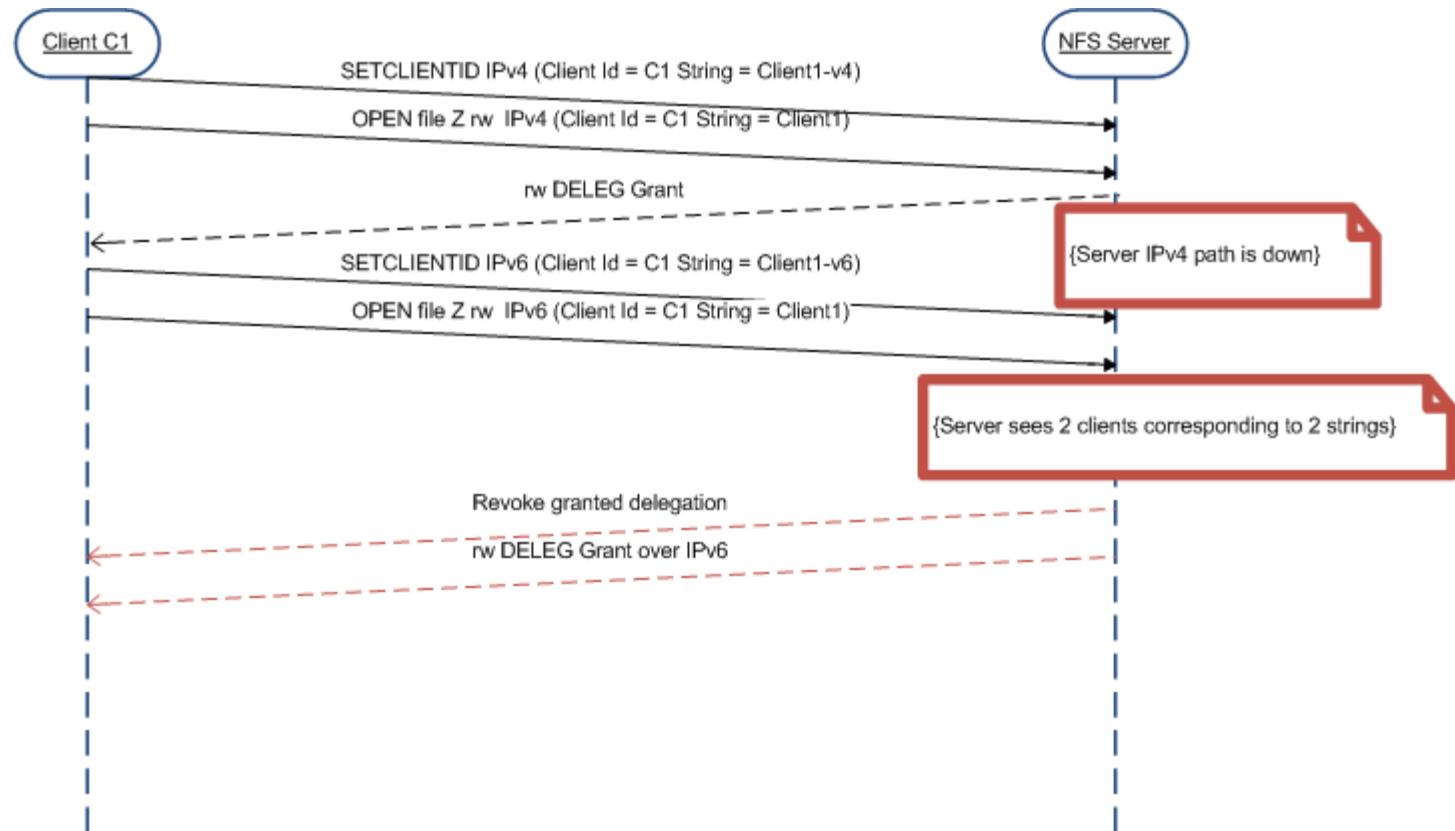 Client C1
NFS Server
SETCLIENTID IPv4 (Client Id = C1 String = Client1-v4)
OPEN file Z rw  IPv4 (Client Id = C1 String = Client1)
rw DELEG Grant
{Server IPv4 path is down}
SETCLIENTID IPv6 (Client Id = C1 String = Client1-v6)
OPEN file Z rw  IPv6 (Client Id = C1 String = Client1)
{Server sees 2 clients corresponding to 2 strings}
Revoke granted delegation
rw DELEG Grant over IPv6